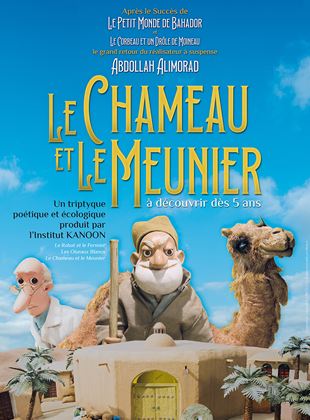 Après le Succès de
Le Petit Monde de Bahador
et
Le Corbeau et un Drôle de Moineau
le grand retour du réalisateur à suspense
Abdollah Alimorad
Le Chameau
et Le Meunier
à découvrir dès 5 ans
Un triptyque
poétique et écologique
produit par
l'Institut KANOON
Le Robot et le Fermier
Les Oiseaux Blancs
Le Chameau et le Meunier